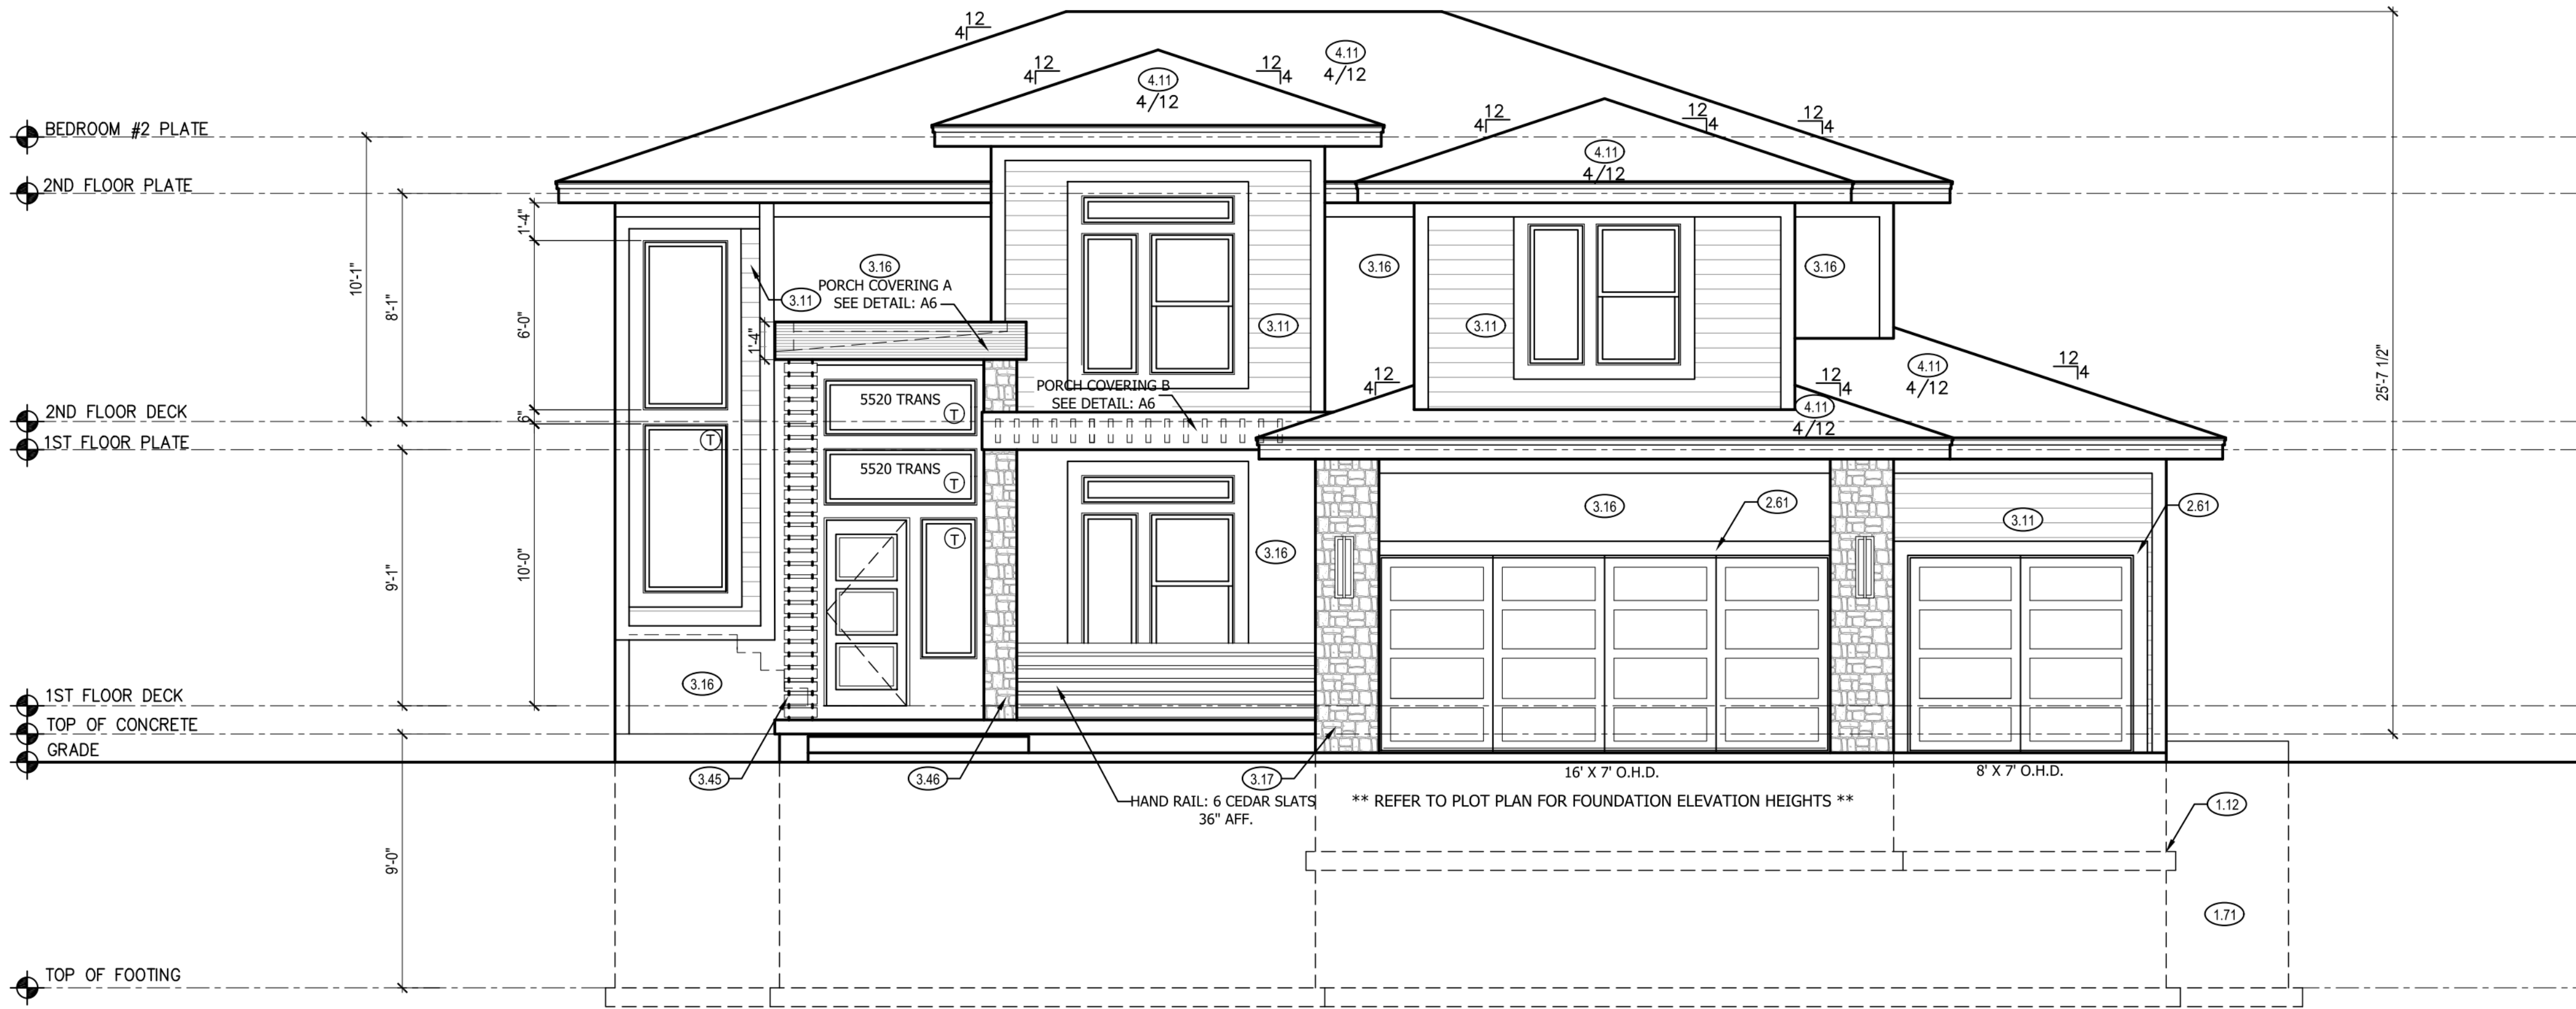 12
4
4.11
4/12
12
4
12
4
4.11
4/12
12
4
12
4
12
4
4.11
4/12
BEDROOM #2 PLATE
2ND FLOOR PLATE
1'-4"
10'-1"
8'-1"
6'-0"
6"
3.16
3.11
PORCH COVERING A
SEE DETAIL: A6
1'-4"
3.11
3.16
3.11
3.16
25'-7 1/2"
12
4
12
4
4.11
4/12
12
4
4.11
4/12
PORCH COVERING B
SEE DETAIL: A6
2ND FLOOR DECK
1ST FLOOR PLATE
T
5520 TRANS
T
5520 TRANS
T
T
9'-1"
10'-0"
3.16
3.16
2.61
3.11
2.61
3.16
1ST FLOOR DECK
TOP OF CONCRETE
GRADE
3.45
3.46
3.17
16' X 7' O.H.D.
8' X 7' O.H.D.
HAND RAIL: 6 CEDAR SLATS
36" AFF.
** REFER TO PLOT PLAN FOR FOUNDATION ELEVATION HEIGHTS **
1.12
9'-0"
1.71
TOP OF FOOTING